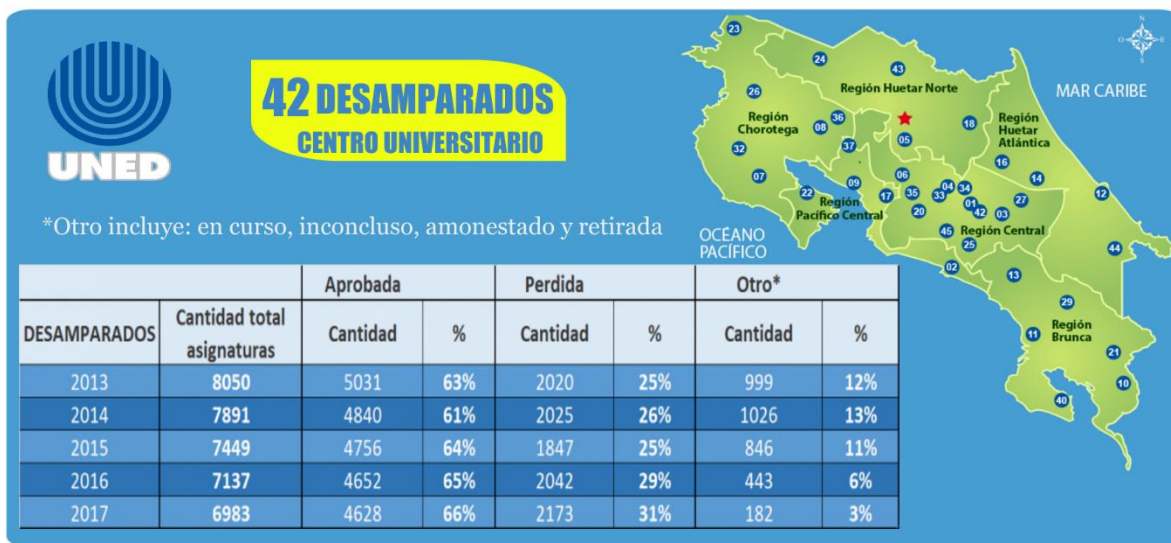 UNED
42 DESAMPARADOS
CENTRO UNIVERSITARIO
*Otro incluye: en curso, inconcluso, amonestado y retirada
Aprobada Perdida Otro*
DESAMPARADOS Cantidad total asignaturas Cantidad % Cantidad % Cantidad %
2013 8050 5031 63% 2020 25% 999 12%
2014 7891 4840 61% 2025 26% 1026 13%
2015 7449 4756 64% 1847 25% 846 11%
2016 7137 4652 65% 2042 29% 443 6%
2017 6983 4628 66% 2173 31% 182 3%
N
O E
S
MAR CARIBE
OCÉANO
PACÍFICO
23
24
43
Región Huetar Norte
26
Región
Chorotega
36
08
18
05
Región
Huetar
Atlántica
32
37
16
07
06
09
22
Región
Pacífico Central
17
35
33
04
34
01
42
03
27
14
12
20
45
Región Central
25
02
44
13
29
Región
Brunca
11
21
10
40